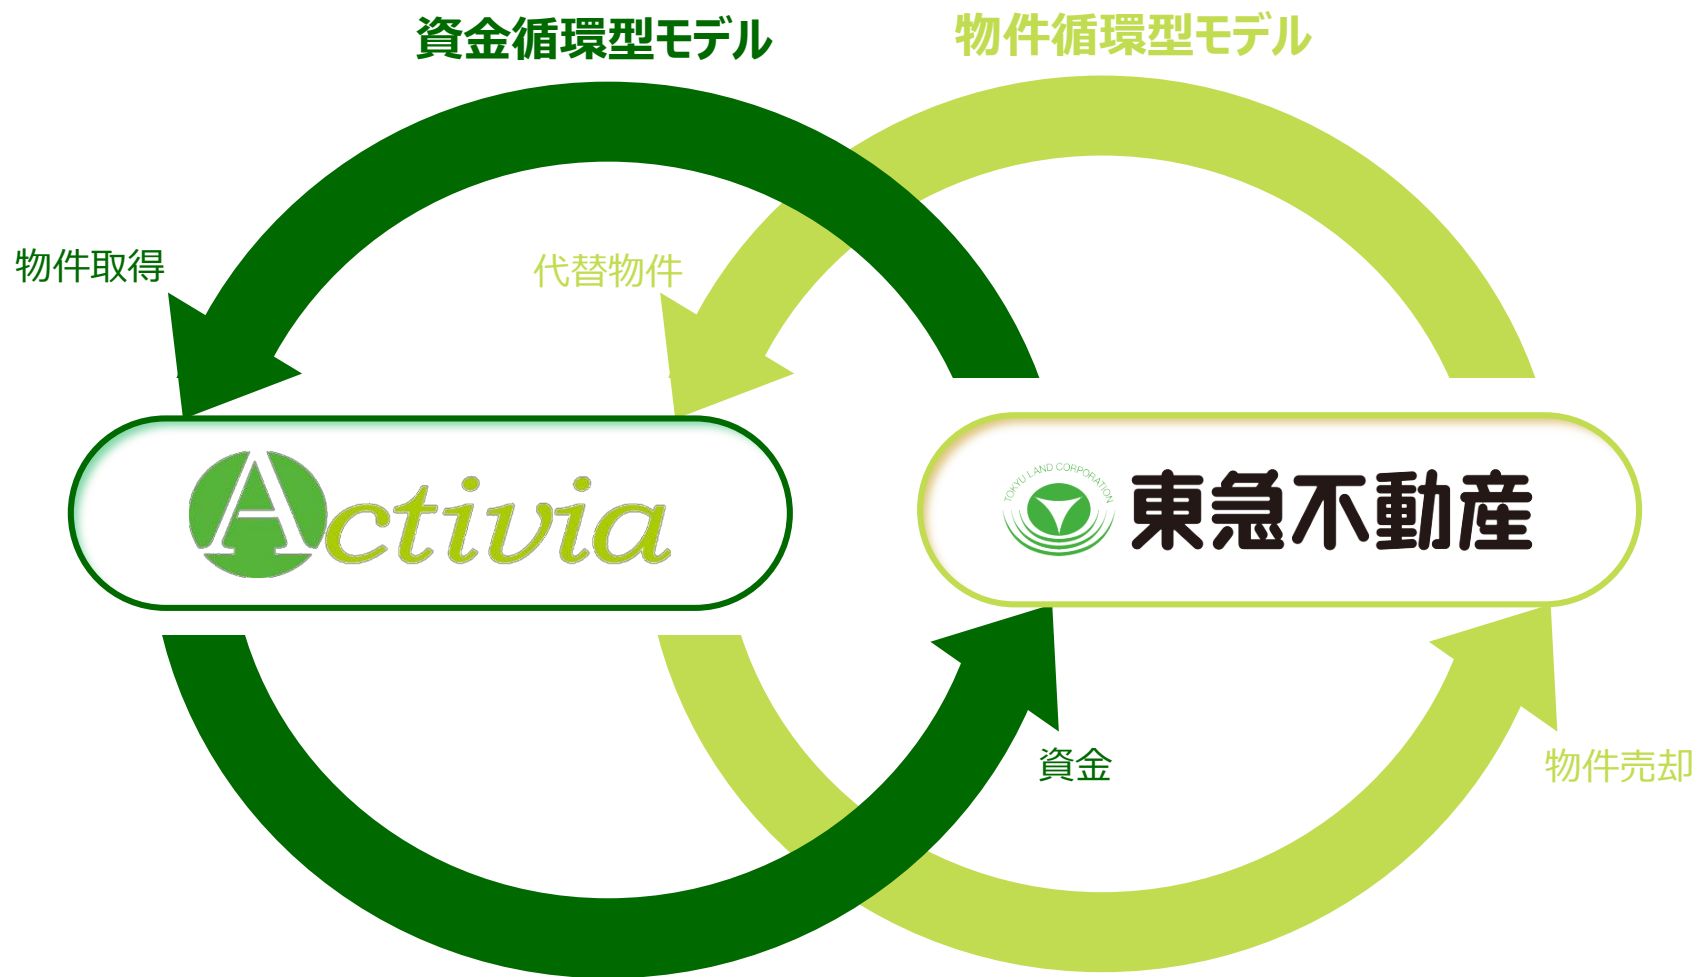 資金循環型モデル
物件循環型モデル
物件取得
代替物件
Activia
TOKYU LAND CORPORATION
東急不動産
資金
物件売却